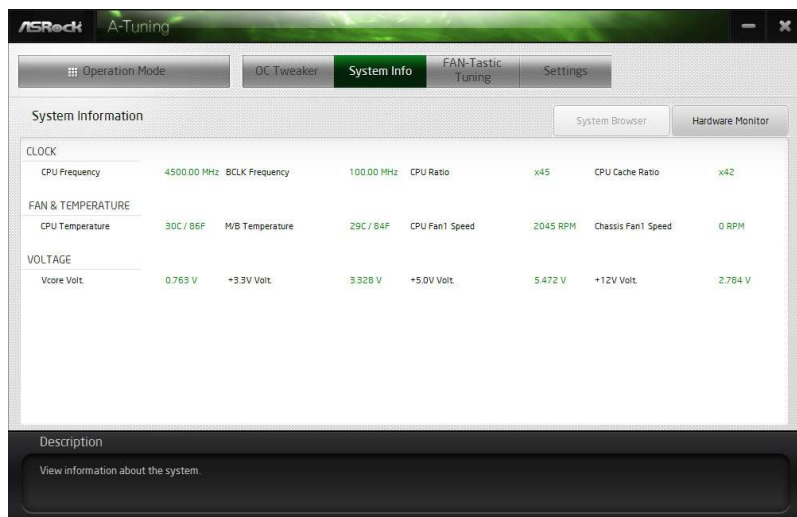 ASRock A-Tuning
Operation Mode OC Tweaker System Info FAN-Tastic Tuning Settings
System Information System Browser Hardware Monitor
CLOCK
CPU Frequency 4500.00 MHz BCLK Frequency 100.00 MHz CPU Ratio x45 CPU Cache Ratio x42
FAN & TEMPERATURE
CPU Temperature 30C / 86F M/B Temperature 29C / 84F CPU Fan1 Speed 2045 RPM Chassis Fan1 Speed 0 RPM
VOLTAGE
Vcore Volt. 0.763 V +3.3V Volt. 3.328 V +5.0V Volt. 5.472 V +12V Volt. 2.784 V
Description
View information about the system.